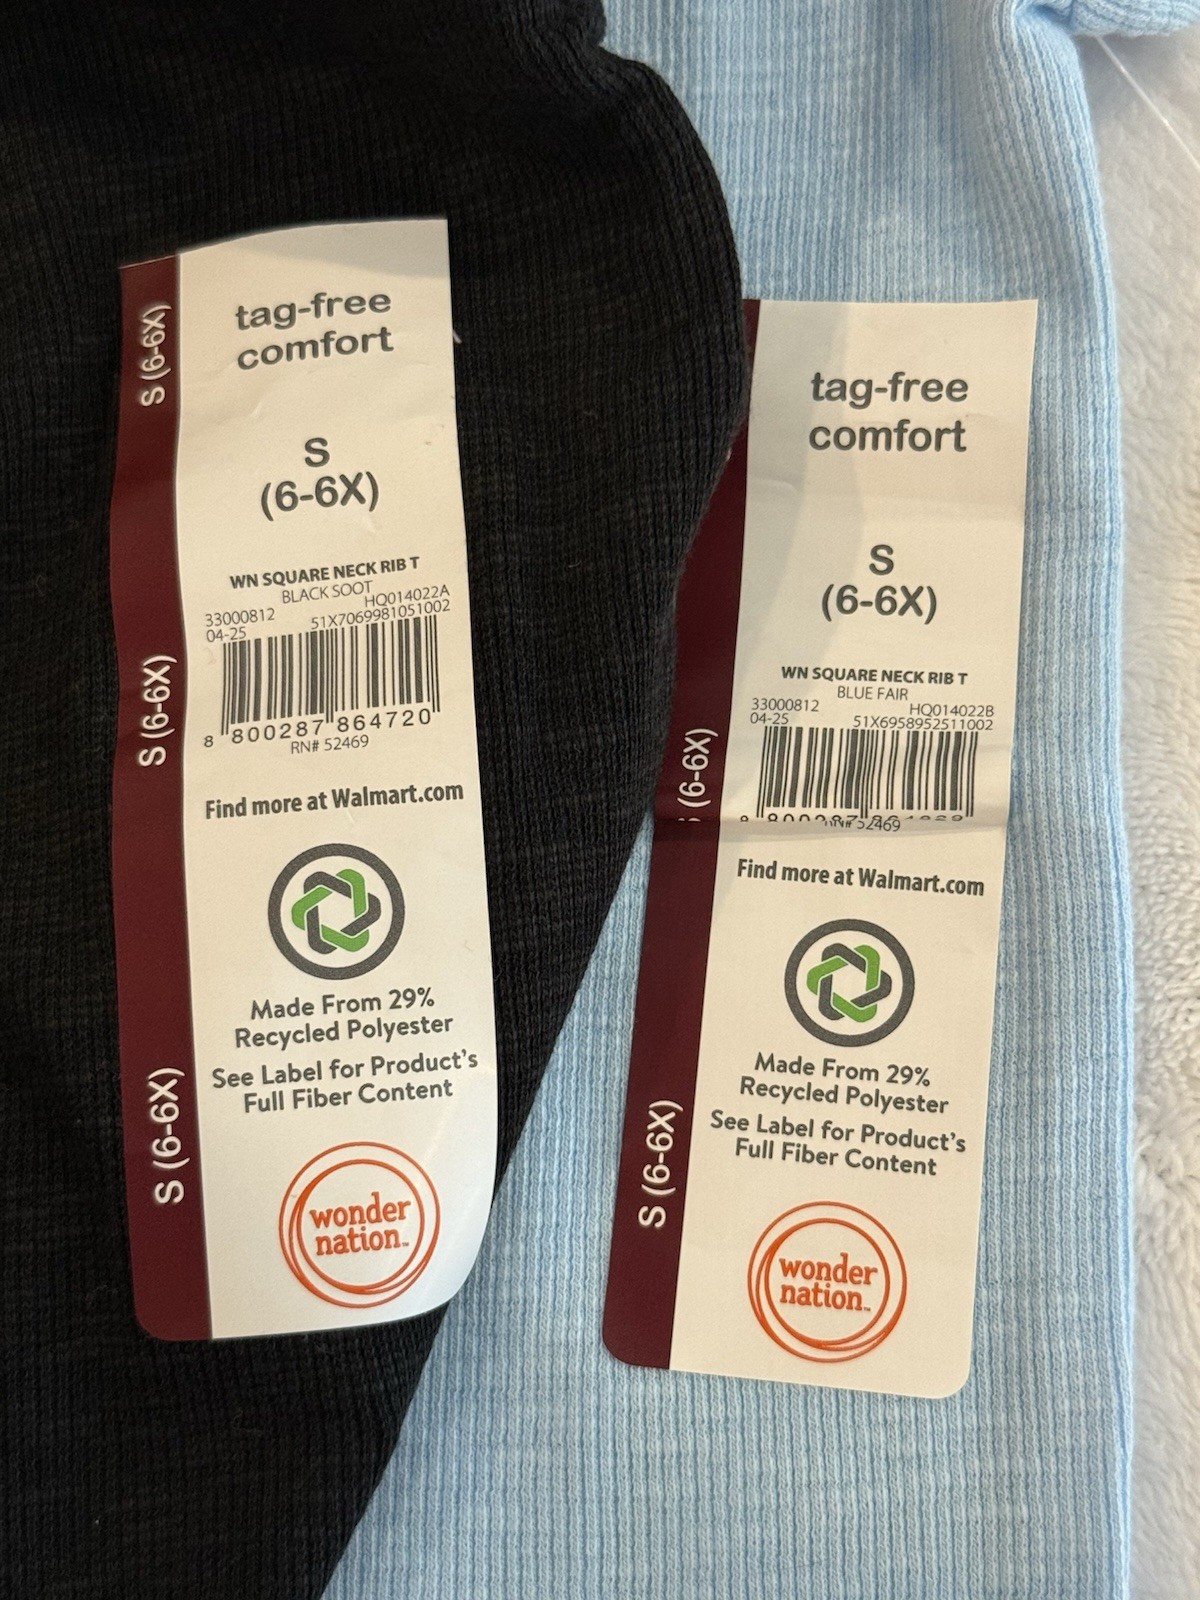 tag-free
comfort
S
(6-6X)
WN SQUARE NECK RIB T
BLACK SOOT
33000812 HQ014022A
04-25 51X7069981051002
8 800287 864720
RN# 52469
Find more at Walmart.com
Made From 29%
Recycled Polyester
See Label for Product's
Full Fiber Content
wonder
nation™
S (6-6X)
S (6-6X)
S (6-6X)
tag-free
comfort
S
(6-6X)
WN SQUARE NECK RIB T
BLUE FAIR
33000812 HQ014022B
04-25 51X6958952511002
RN# 52469
Find more at Walmart.com
Made From 29%
Recycled Polyester
See Label for Product's
Full Fiber Content
wonder
nation™
(6-6X)
S (6-6X)